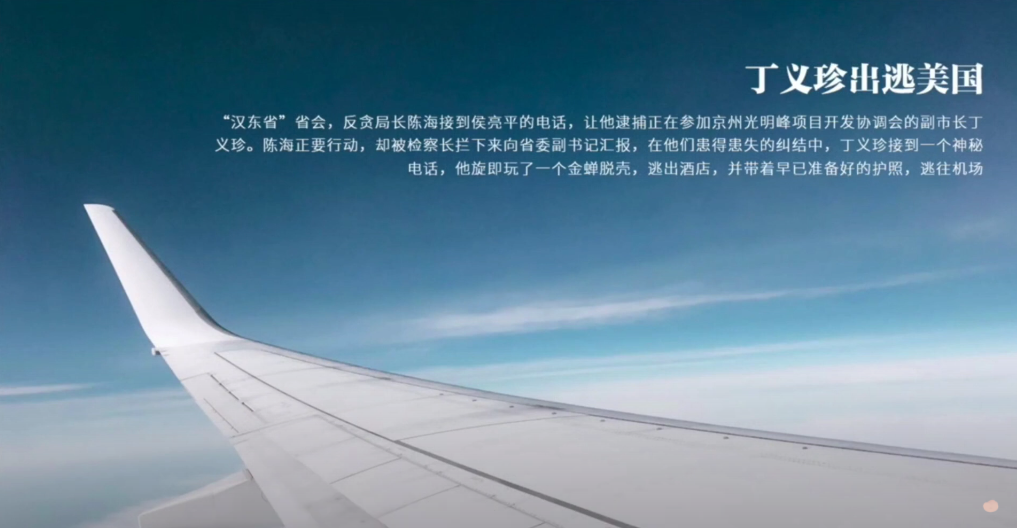 丁义珍出逃美国
“汉东省”省会，反贪局长陈海接到侯亮平的电话，让他逮捕正在参加京州光明峰项目开发协调会的副市长丁
义珍。陈海正要行动，却被检察长拦下来向省委副书记汇报，在他们患得患失的纠结中，丁义珍接到一个神秘
电话，他旋即玩了一个金蝉脱壳，逃出酒店，并带着早已准备好的护照，逃往机场